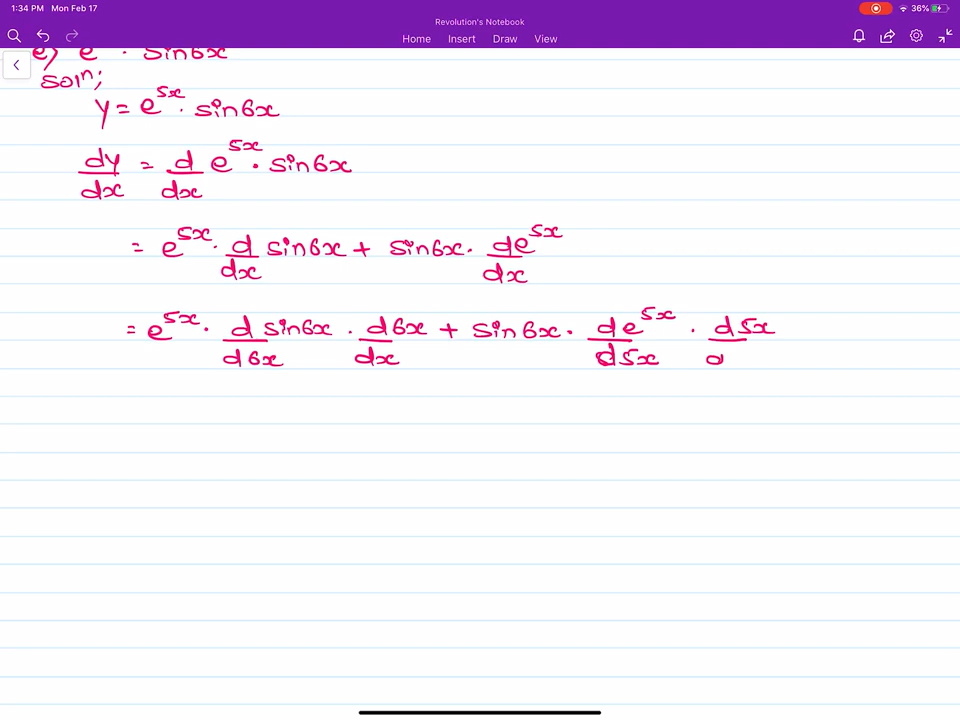 1:34 PM Mon Feb 17
36%
Revolution's Notebook
Home Insert Draw View
e) e · sin6x
soln;
y = e^5x · sin6x
dy/dx = d/dx e^5x · sin6x
= e^5x · d/dx sin6x + sin6x · de^5x/dx
= e^5x · d sin6x/d6x · d6x/dx + sin6x · de^5x/d5x · d5x/d